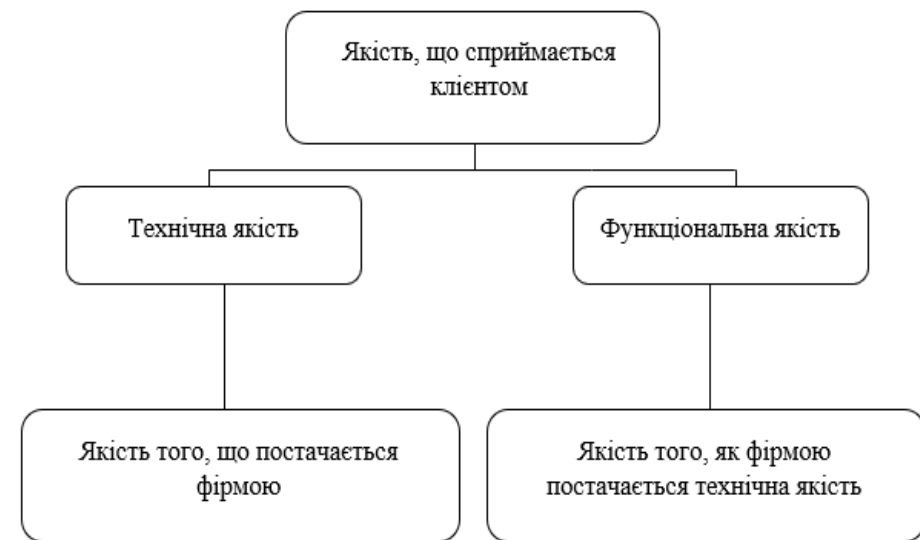 Якість, що сприймається
клієнтом
Технічна якість
Функціональна якість
Якість того, що постачається
фірмою
Якість того, як фірмою
постачається технічна якість